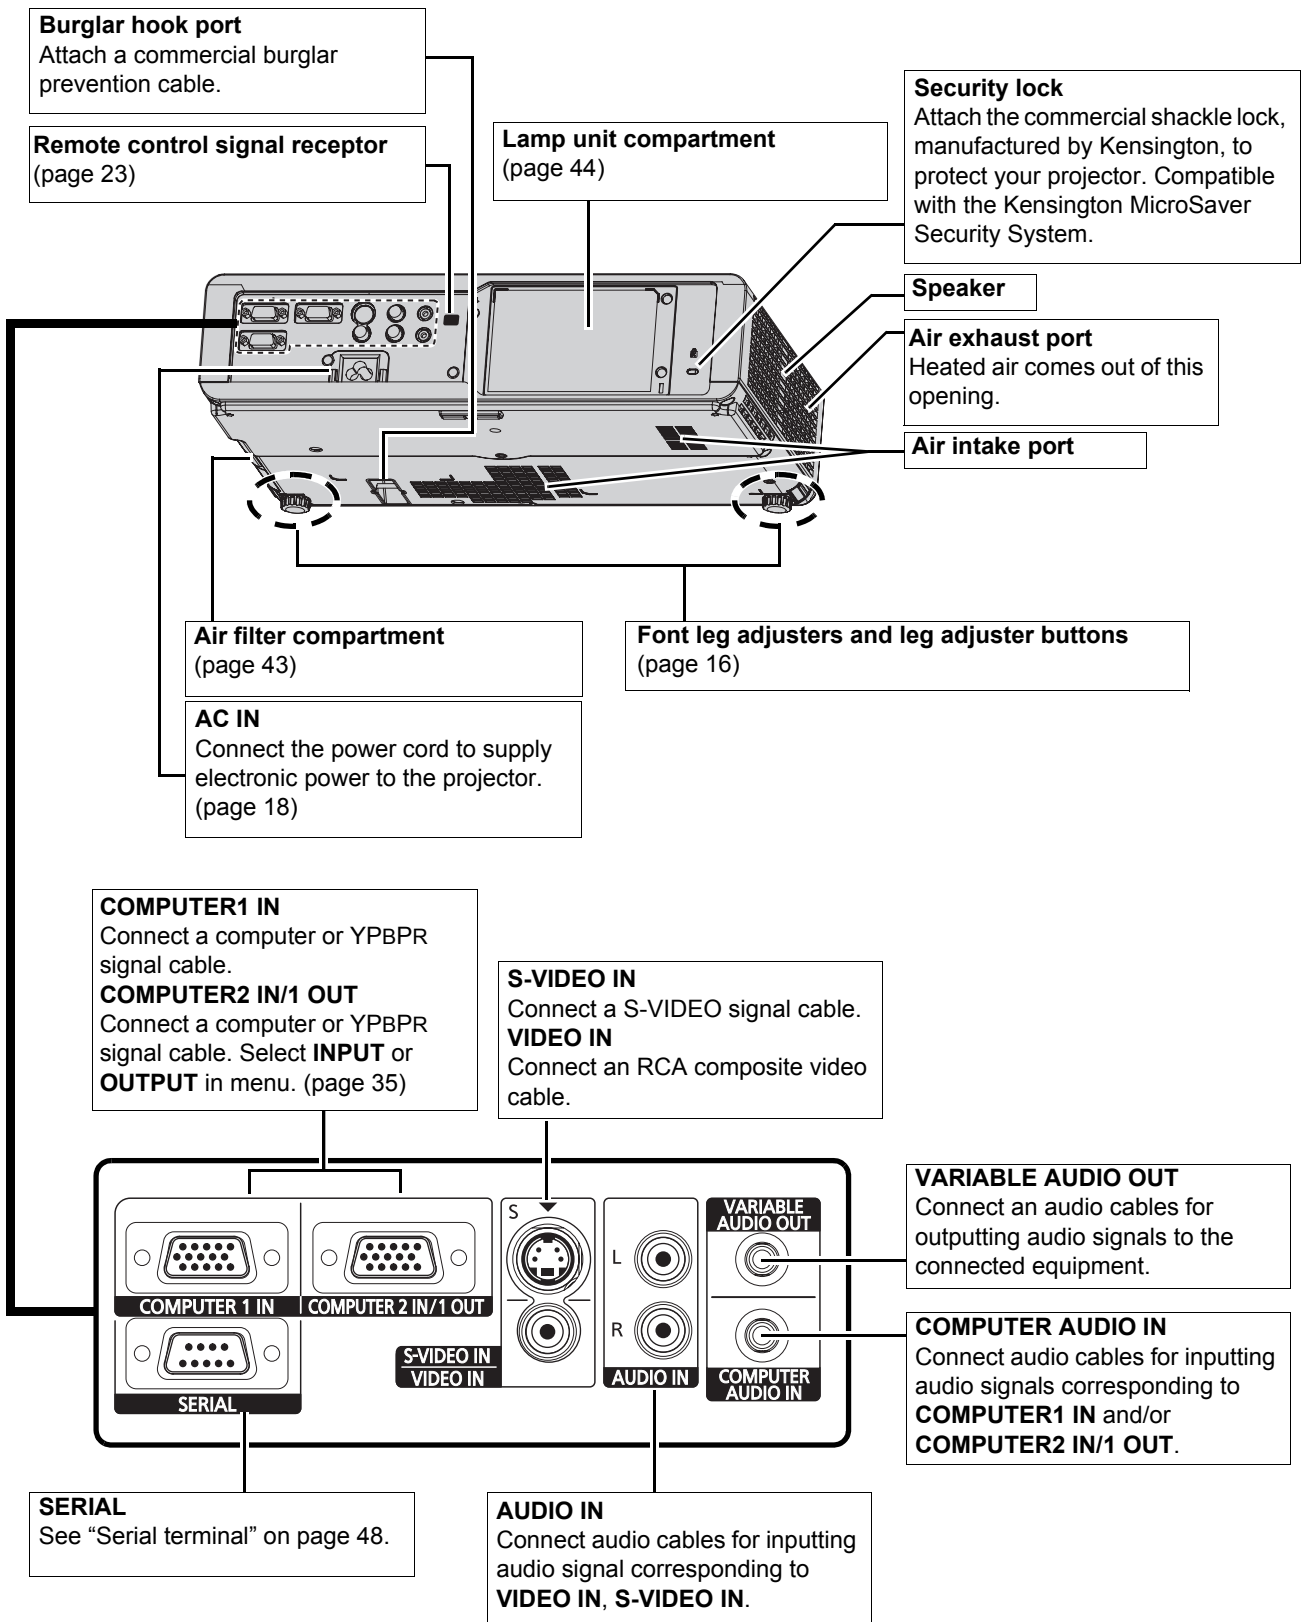 Burglar hook port
Attach a commercial burglar
prevention cable.
Remote control signal receptor
(page 23)
Lamp unit compartment
(page 44)
Security lock
Attach the commercial shackle lock,
manufactured by Kensington, to
protect your projector. Compatible
with the Kensington MicroSaver
Security System.
Speaker
Air exhaust port
Heated air comes out of this
opening.
Air intake port
Air filter compartment
(page 43)
Font leg adjusters and leg adjuster buttons
(page 16)
AC IN
Connect the power cord to supply
electronic power to the projector.
(page 18)
COMPUTER1 IN
Connect a computer or YPBPR
signal cable.
COMPUTER2 IN/1 OUT
Connect a computer or YPBPR
signal cable. Select INPUT or
OUTPUT in menu. (page 35)
S-VIDEO IN
Connect a S-VIDEO signal cable.
VIDEO IN
Connect an RCA composite video
cable.
VARIABLE AUDIO OUT
Connect an audio cables for
outputting audio signals to the
connected equipment.
COMPUTER AUDIO IN
Connect audio cables for inputting
audio signals corresponding to
COMPUTER1 IN and/or
COMPUTER2 IN/1 OUT.
COMPUTER 1 IN
COMPUTER 2 IN/1 OUT
SERIAL
S
S-VIDEO IN
VIDEO IN
L
R
AUDIO IN
VARIABLE
AUDIO OUT
COMPUTER
AUDIO IN
SERIAL
See “Serial terminal” on page 48.
AUDIO IN
Connect audio cables for inputting
audio signal corresponding to
VIDEO IN, S-VIDEO IN.